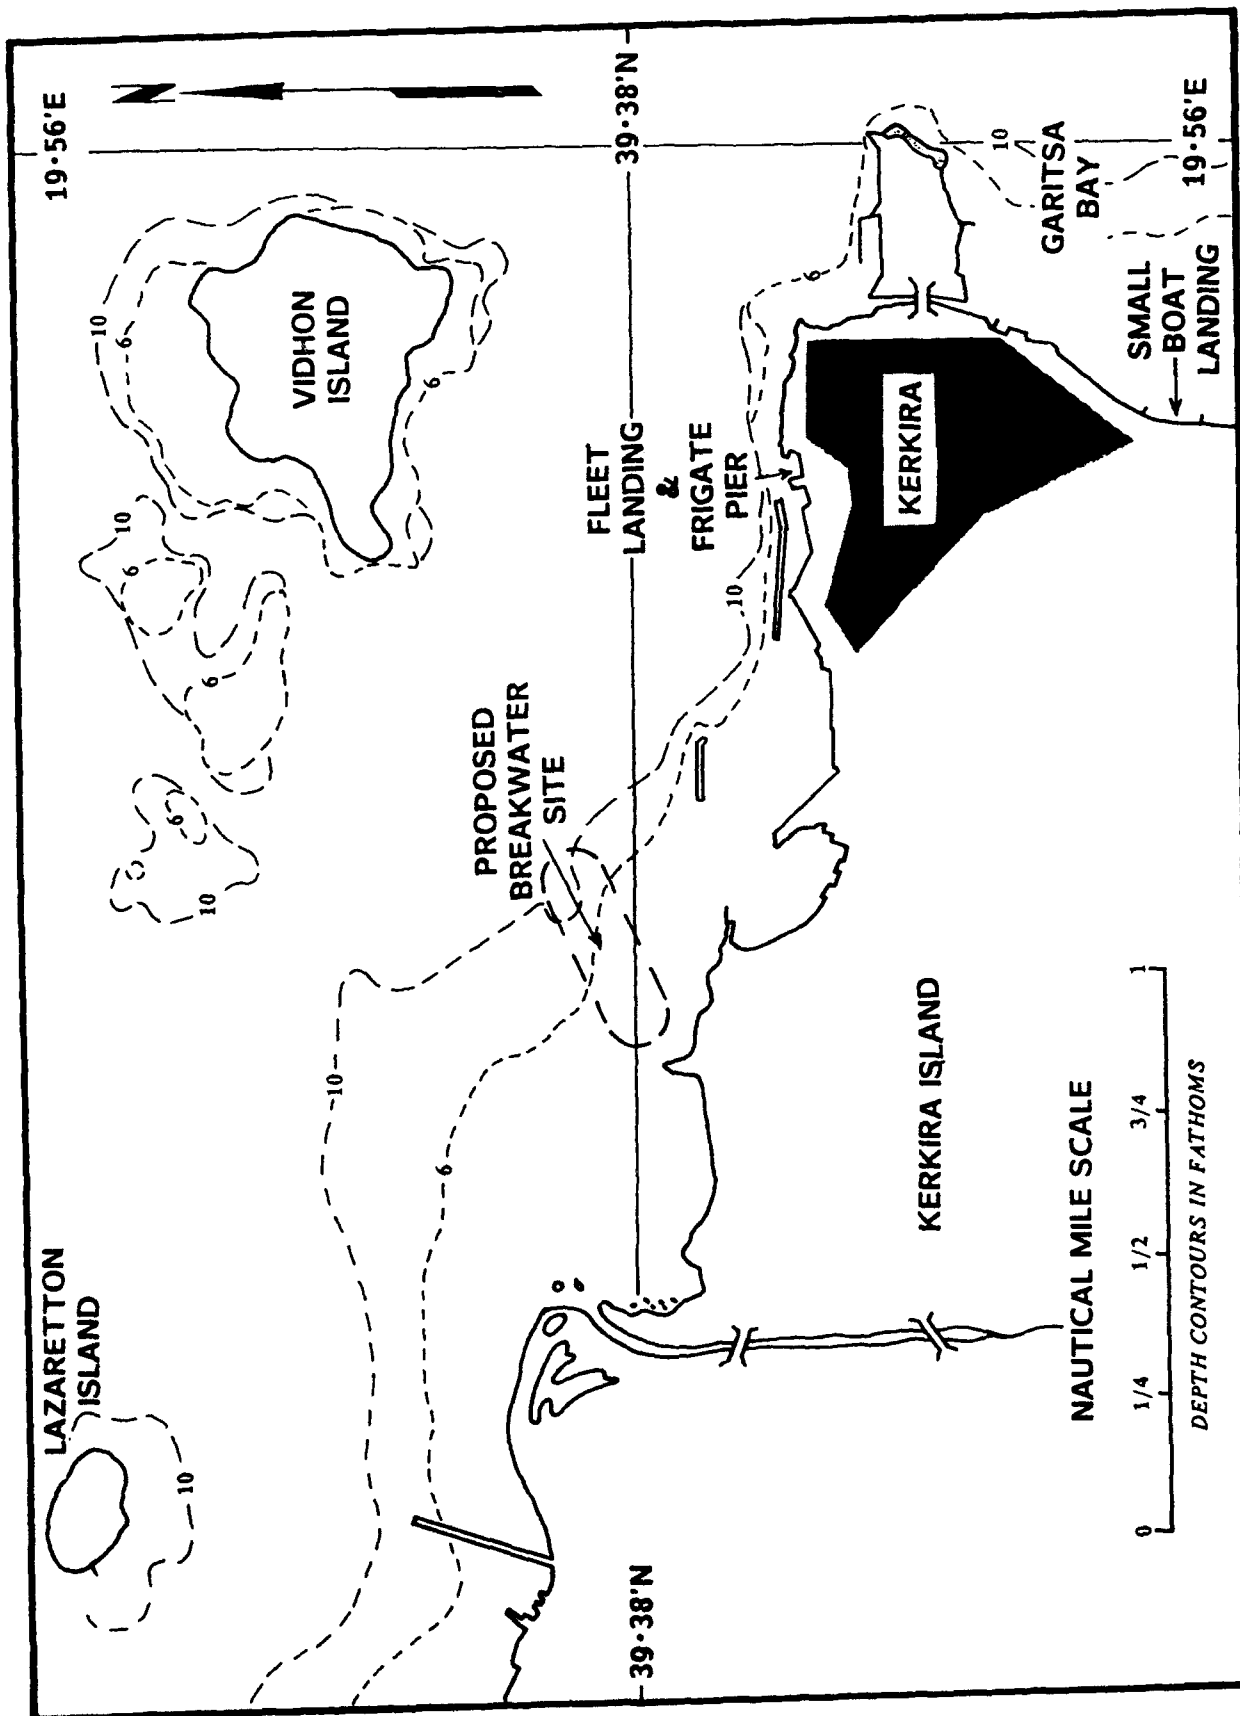 LAZARETTON
ISLAND
19·56'E
N
10
6
10
6
10
6
10
6
10
VIDHON
ISLAND
6
10
6
PROPOSED
BREAKWATER
SITE
FLEET
LANDING
&
FRIGATE
PIER
39·38'N
39·38'N
10
6
KERKIRA
KERKIRA ISLAND
10
GARITSA
BAY
SMALL
BOAT
LANDING
19·56'E
NAUTICAL MILE SCALE
0 1/4 1/2 3/4 1
DEPTH CONTOURS IN FATHOMS